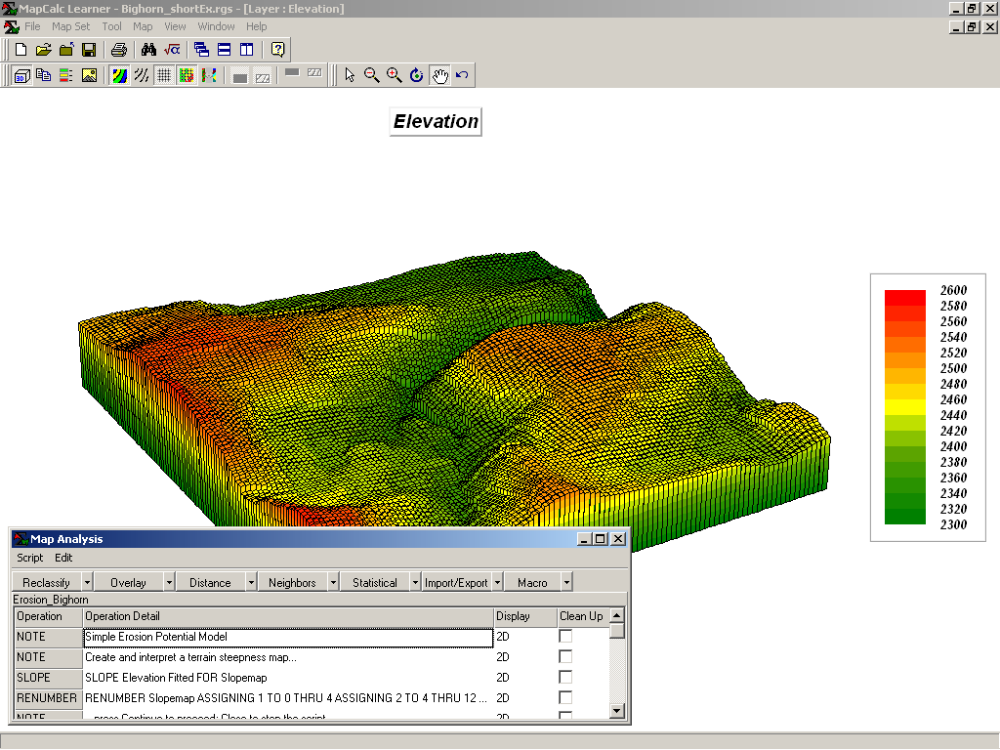 MapCalc Learner - Bighorn_shortEx.rgs - [Layer : Elevation]
File Map Set Tool Map View Window Help
3D
Elevation
2600
2580
2560
2540
2520
2500
2480
2460
2440
2420
2400
2380
2360
2340
2320
2300
Map Analysis
Script Edit
Reclassify Overlay Distance Neighbors Statistical Import/Export Macro
Erosion_Bighorn
Operation Operation Detail Display Clean Up
NOTE Simple Erosion Potential Model 2D
NOTE Create and interpret a terrain steepness map... 2D
SLOPE SLOPE Elevation Fitted FOR Slopemap 2D
RENUMBER RENUMBER Slopemap ASSIGNING 1 TO 0 THRU 4 ASSIGNING 2 TO 4 THRU 12 ... 2D
NOTE ...press Continue to proceed; Close to stop the script 2D